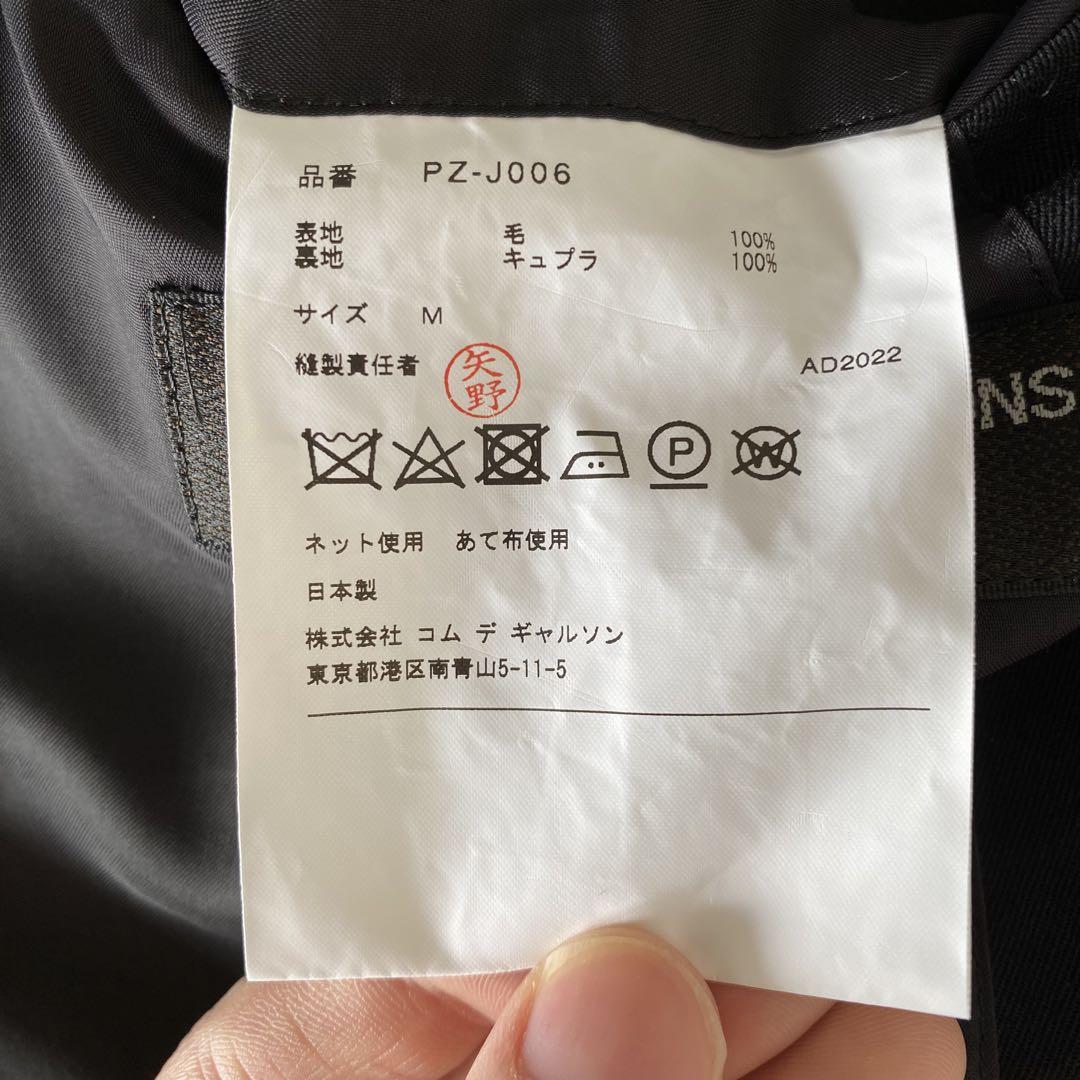 品番 PZ-J006
表地 毛 100%
裏地 キュプラ 100%
サイズ M
縫製責任者 矢野 AD2022
P W
ネット使用 あて布使用
日本製
株式会社 コム デ ギャルソン
東京都港区南青山5-11-5
ONS